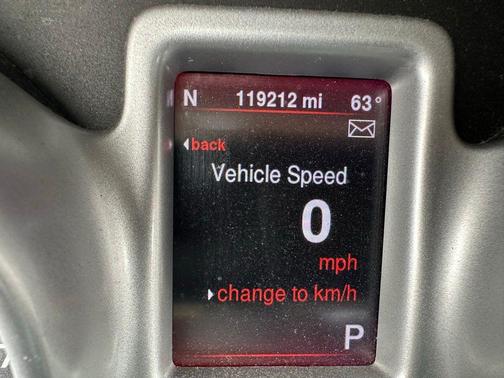 N 119212 mi 63°
back
Vehicle Speed
0
mph
change to km/h
P